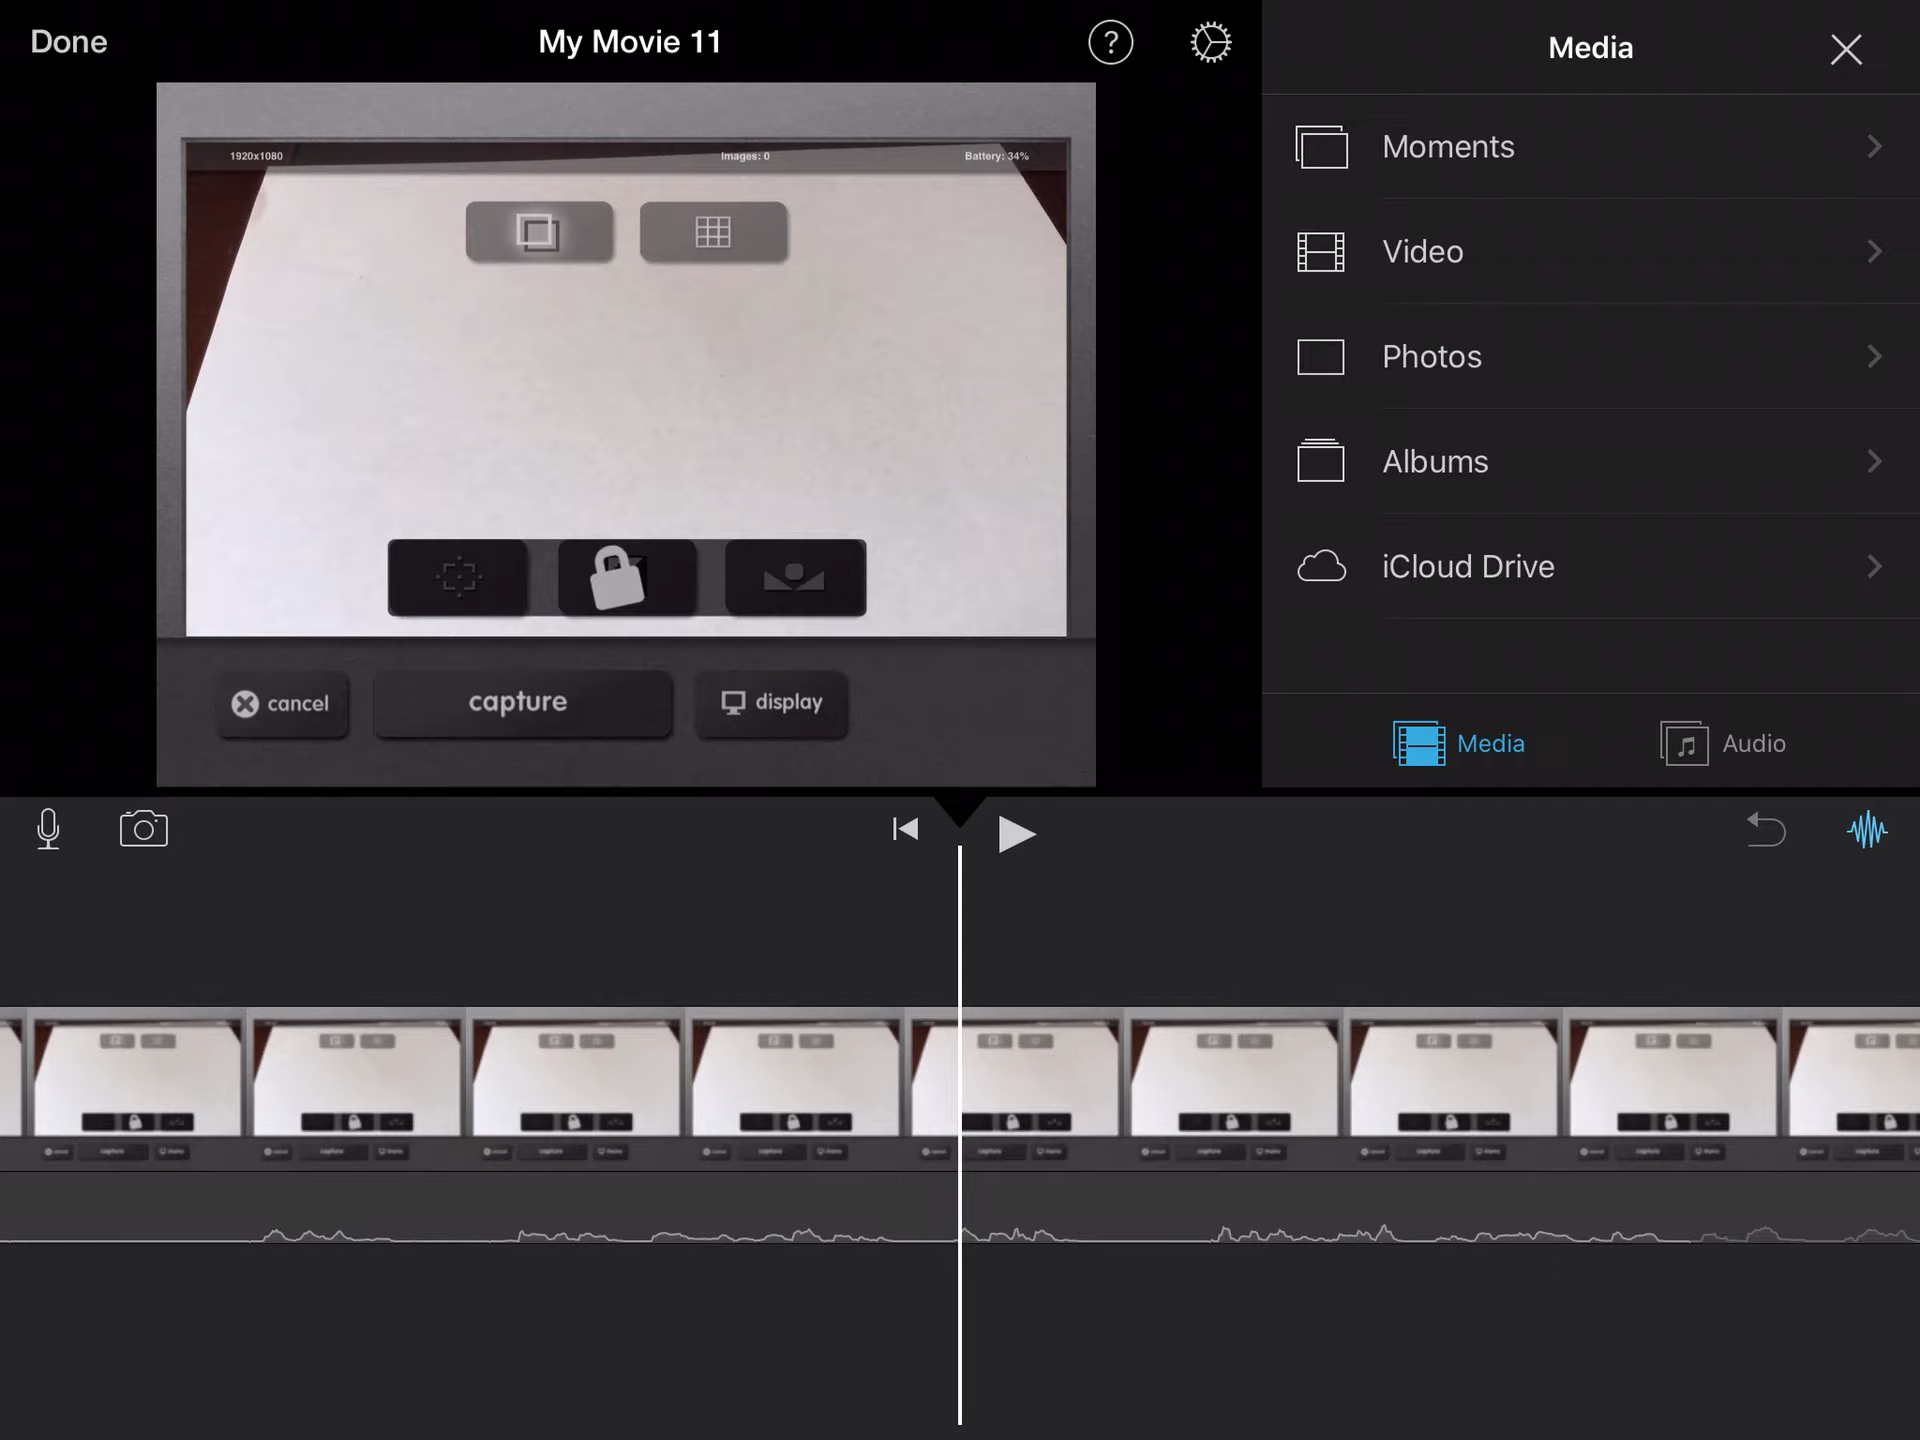 Done
My Movie 11
?
Media
1920x1080
Images: 0
Battery: 34%
Moments
Video
Photos
Albums
iCloud Drive
cancel
capture
display
Media
Audio